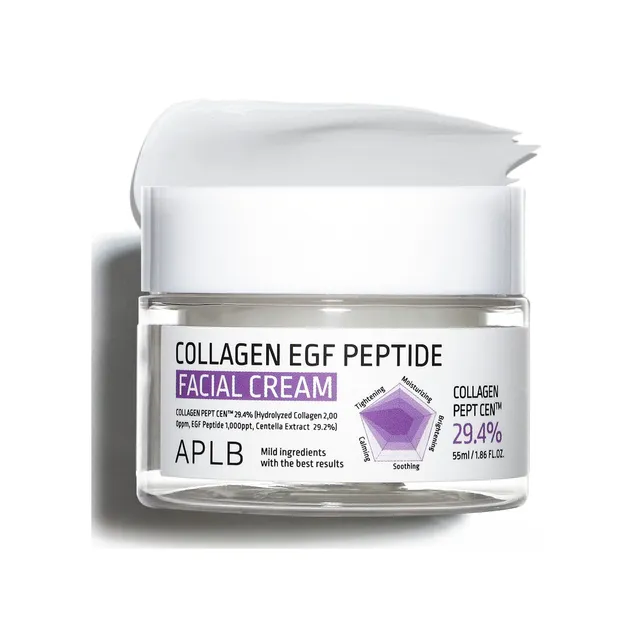 COLLAGEN EGF PEPTIDE
FACIAL CREAM
COLLAGEN PEPT CEN™ 29.4% (Hydrolyzed Collagen 2,00
0ppm, EGF Peptide 1,000ppt, Centella Extract 29.2%)
APLB
Mild ingredients
with the best results
Tightening
Moisturizing
Brightening
Soothing
Calming
COLLAGEN
PEPT CEN™
29.4%
55ml / 1.86 FL.OZ.